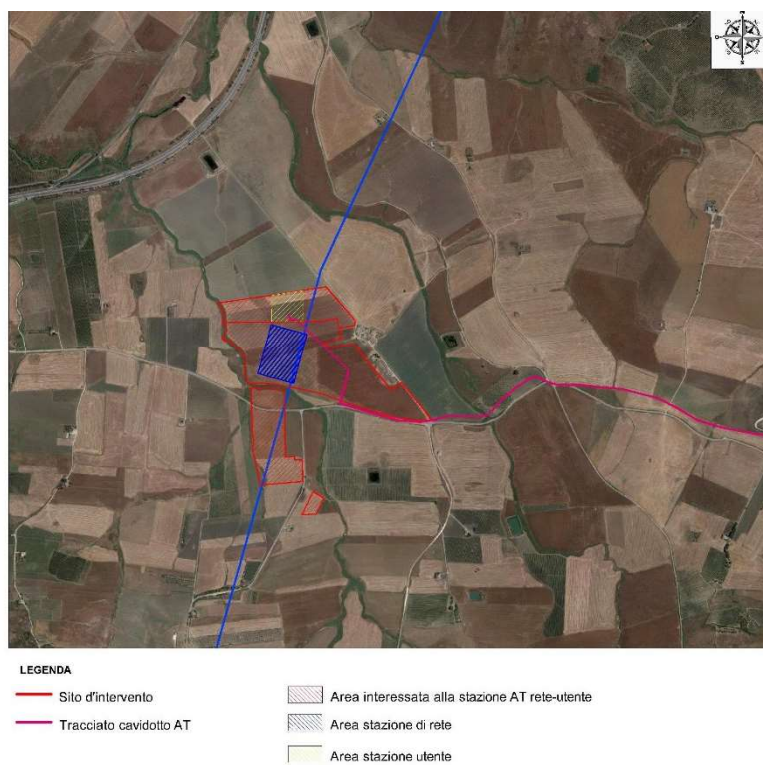 LEGENDA
Sito d'intervento
Tracciato cavidotto AT
Area interessata alla stazione AT rete-utente
Area stazione di rete
Area stazione utente